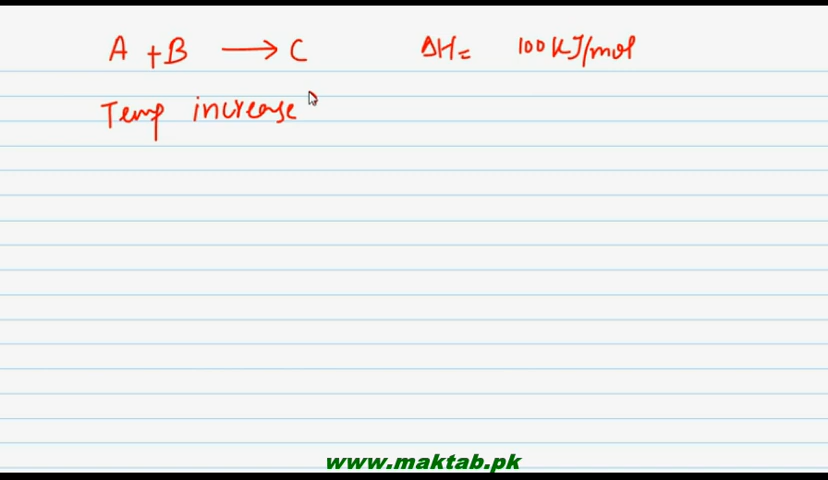 A + B → C ΔH = 100 KJ/mol
Temp increase
www.maktab.pk